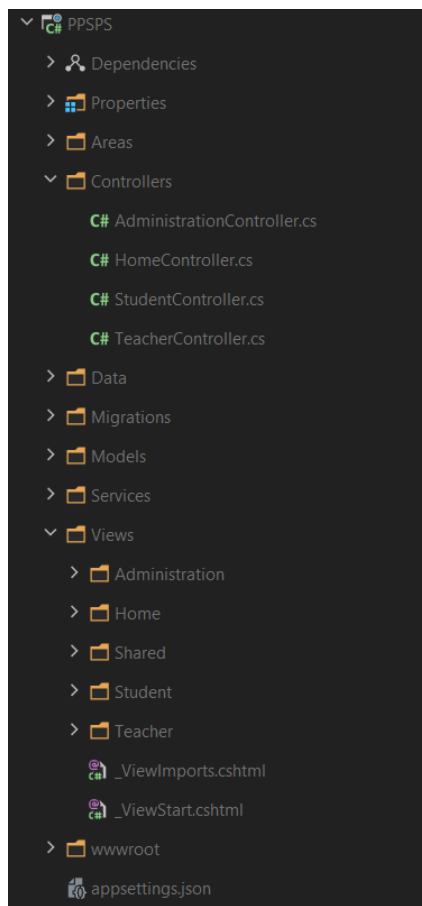 PPSPS
Dependencies
Properties
Areas
Controllers
C# AdministrationController.cs
C# HomeController.cs
C# StudentController.cs
C# TeacherController.cs
Data
Migrations
Models
Services
Views
Administration
Home
Shared
Student
Teacher
_ViewImports.cshtml
_ViewStart.cshtml
wwwroot
appsettings.json